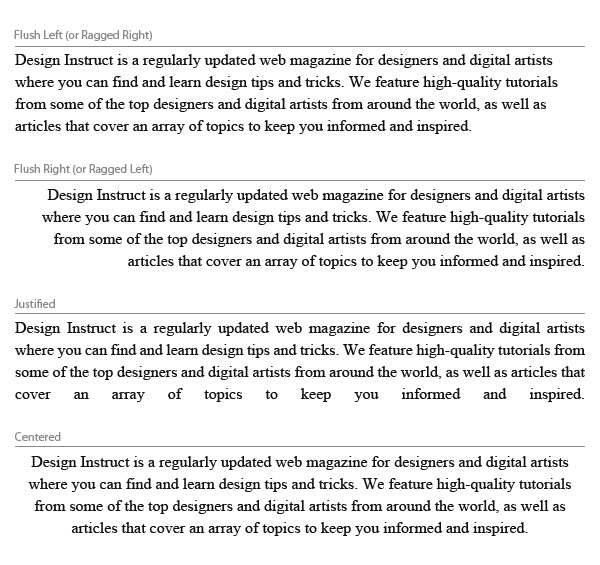 Flush Left (or Ragged Right)
Design Instruct is a regularly updated web magazine for designers and digital artists
where you can find and learn design tips and tricks. We feature high-quality tutorials
from some of the top designers and digital artists from around the world, as well as
articles that cover an array of topics to keep you informed and inspired.
Flush Right (or Ragged Left)
Design Instruct is a regularly updated web magazine for designers and digital artists
where you can find and learn design tips and tricks. We feature high-quality tutorials
from some of the top designers and digital artists from around the world, as well as
articles that cover an array of topics to keep you informed and inspired.
Justified
Design Instruct is a regularly updated web magazine for designers and digital artists
where you can find and learn design tips and tricks. We feature high-quality tutorials from
some of the top designers and digital artists from around the world, as well as articles that
cover an array of topics to keep you informed and inspired.
Centered
Design Instruct is a regularly updated web magazine for designers and digital artists
where you can find and learn design tips and tricks. We feature high-quality tutorials
from some of the top designers and digital artists from around the world, as well as
articles that cover an array of topics to keep you informed and inspired.